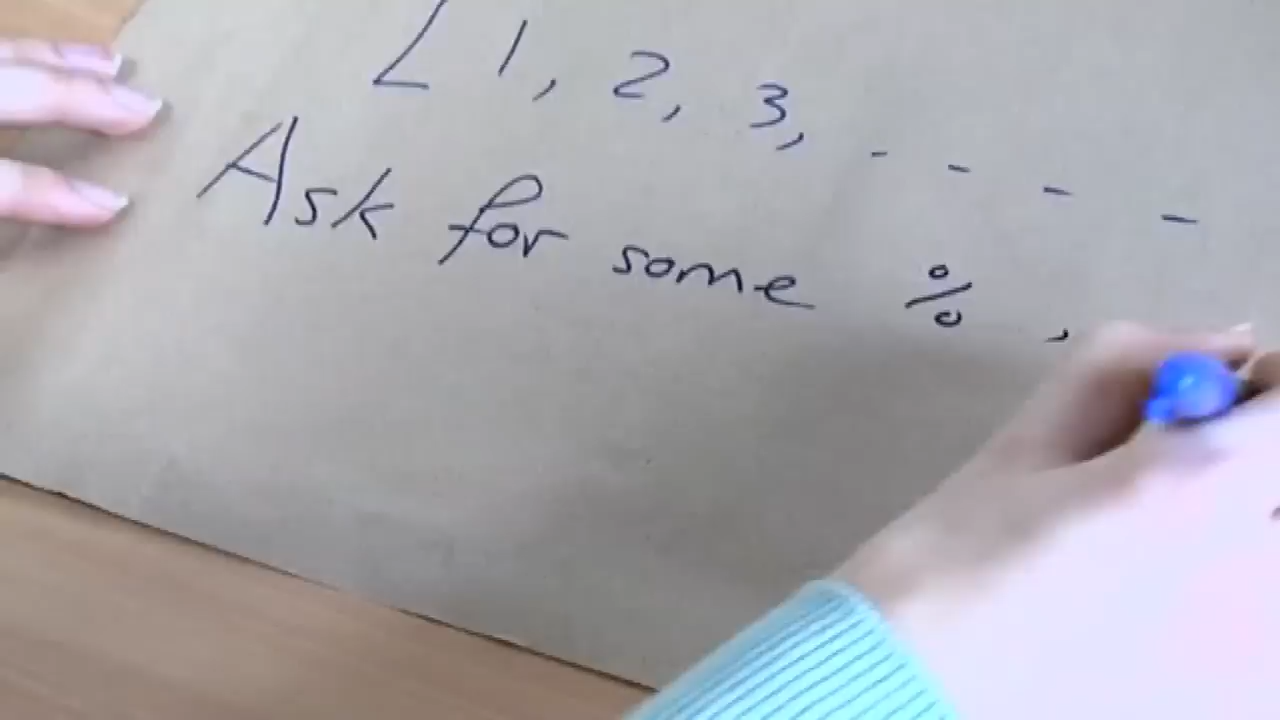 ∠1, 2, 3, - - - -
Ask for some %,